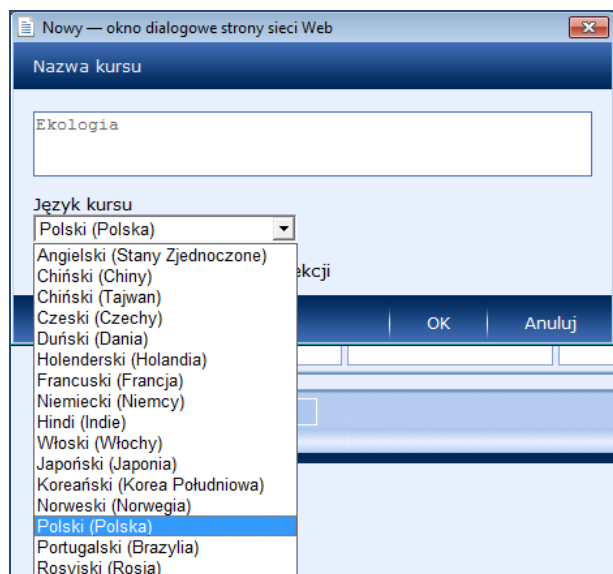 Nowy — okno dialogowe strony sieci Web
Nazwa kursu
Ekologia
Język kursu
Polski (Polska)
Angielski (Stany Zjednoczone)
Chiński (Chiny)
ekcji
Chiński (Tajwan)
Czeski (Czechy)
OK
Anuluj
Duński (Dania)
Holenderski (Holandia)
Francuski (Francja)
Niemiecki (Niemcy)
Hindi (Indie)
Włoski (Włochy)
Japoński (Japonia)
Koreański (Korea Południowa)
Norweski (Norwegia)
Polski (Polska)
Portugalski (Brazylia)
Rosyjski (Rosja)